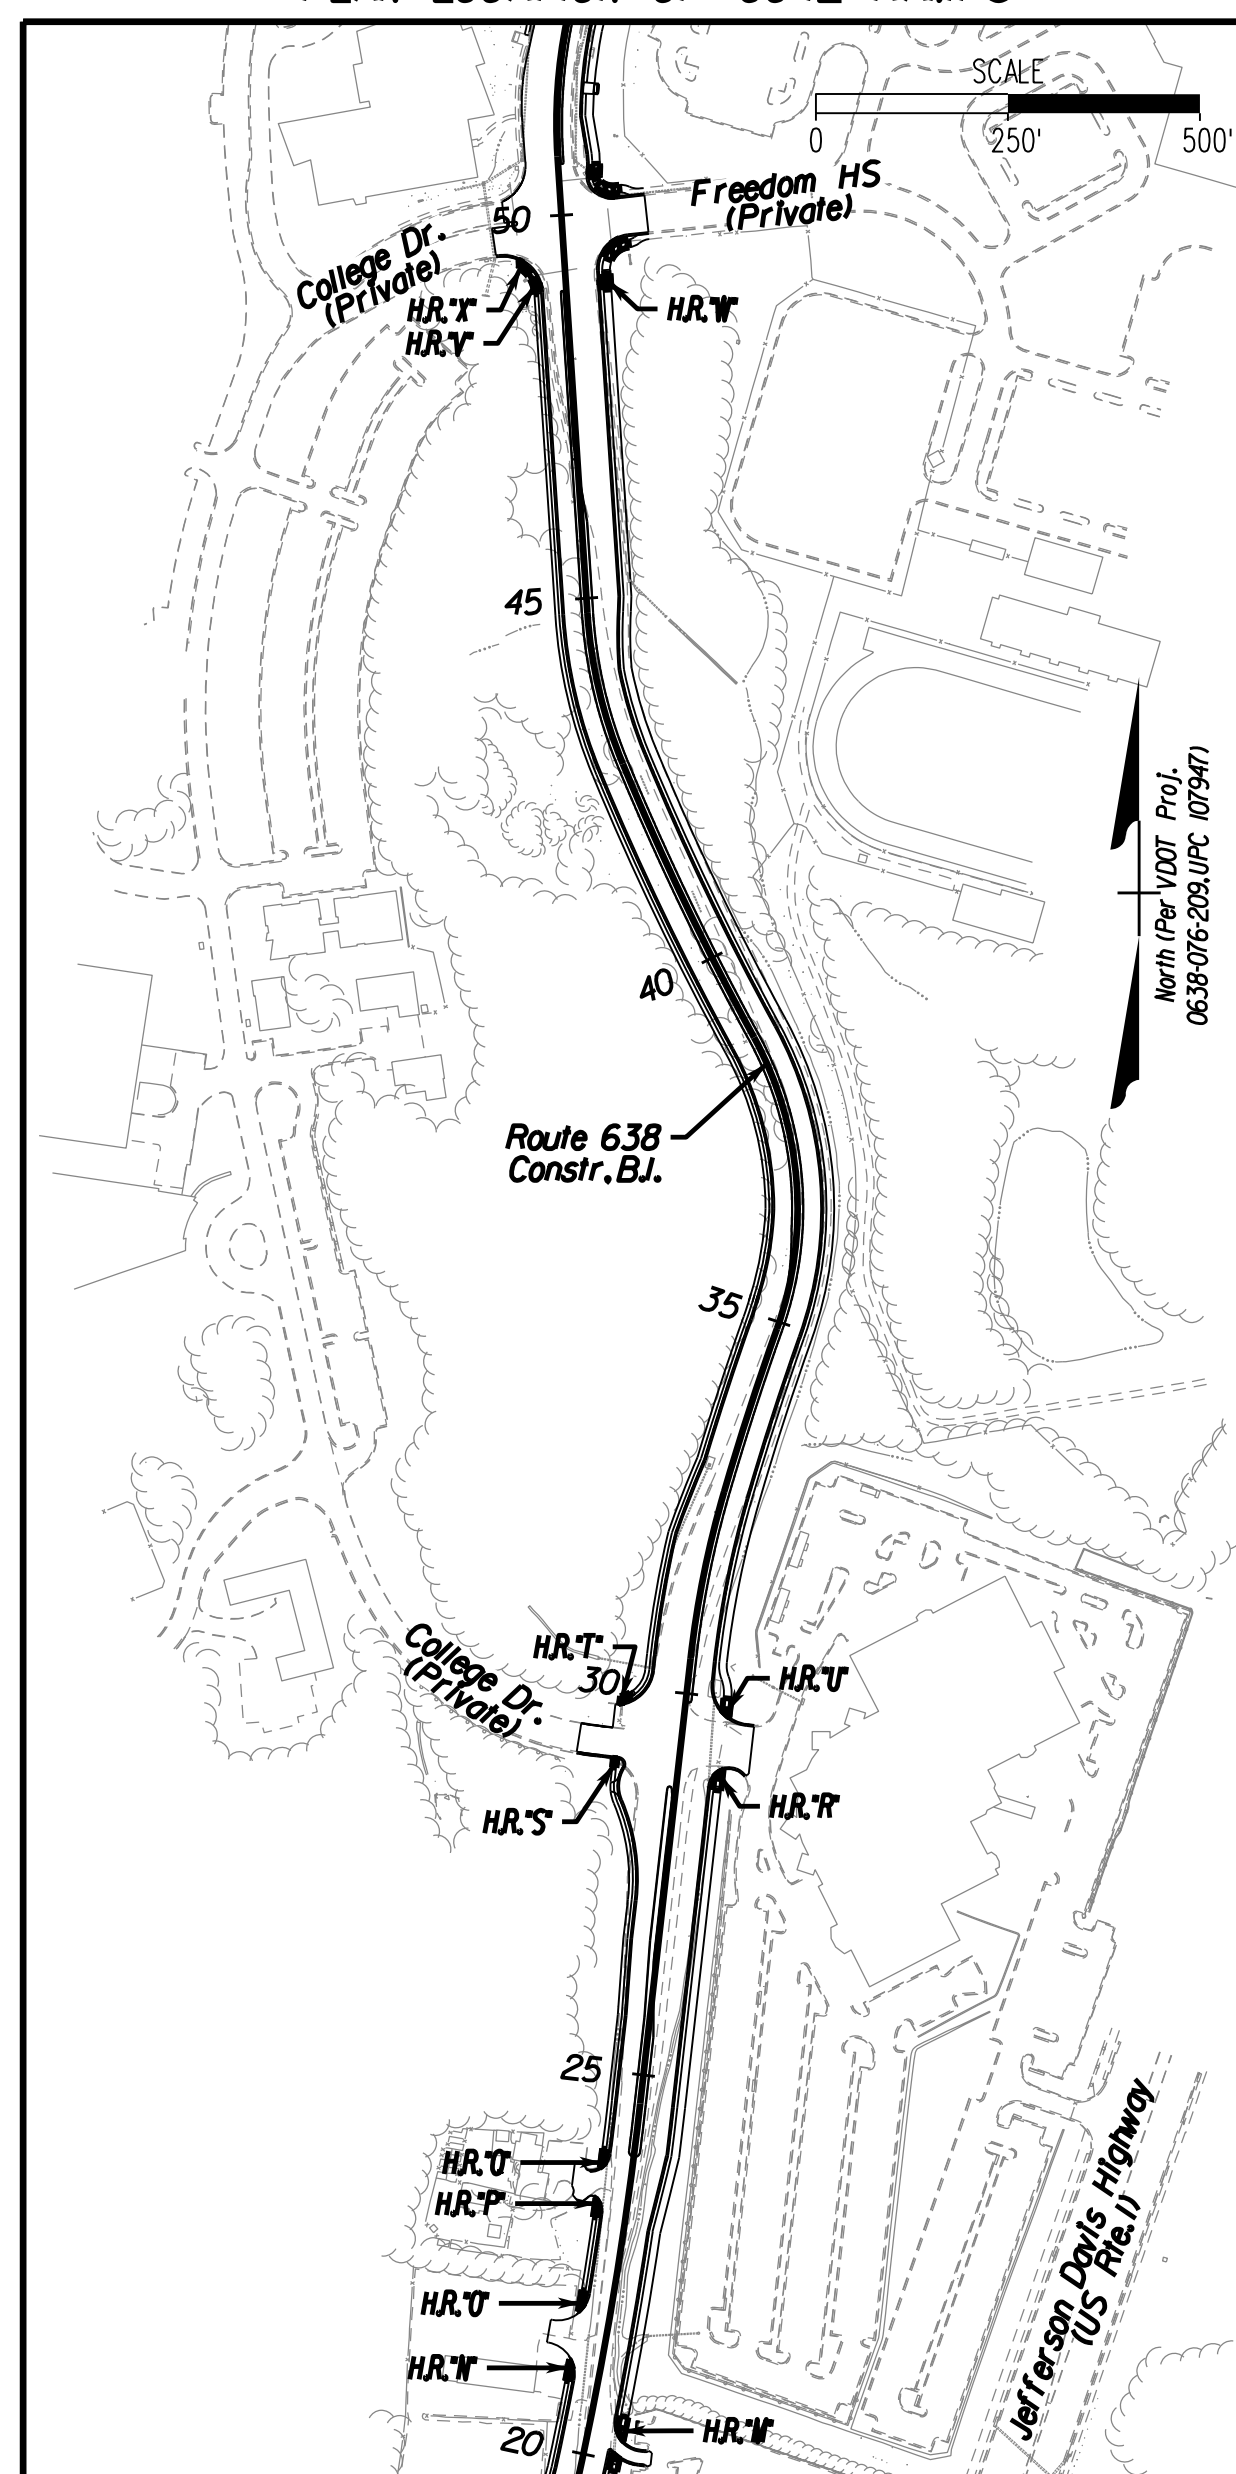 SCALE
0 250' 500'
Freedom HS
(Private)
50
College Dr.
(Private)
H.R."X"
H.R."V"
H.R."W"
45
North (Per VDOT Proj.
0638-076-209,UPC 107947)
40
Route 638
Constr. B.l.
35
College Dr.
(Private)
H.R."T"
30
H.R."U"
H.R."S"
H.R."R"
25
H.R."P"
H.R."O"
H.R."N"
Jefferson Davis Highway
(US Rte.1)
20